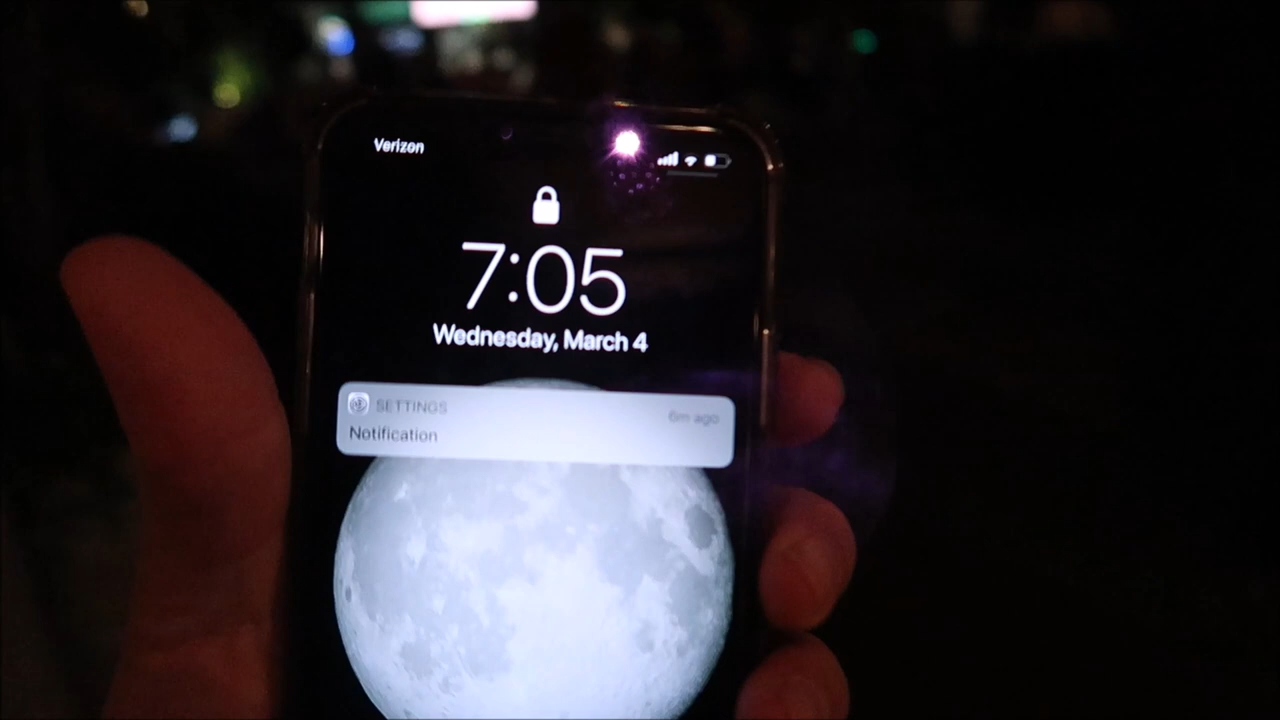 Verizon
7:05
Wednesday, March 4
SETTINGS
6m ago
Notification